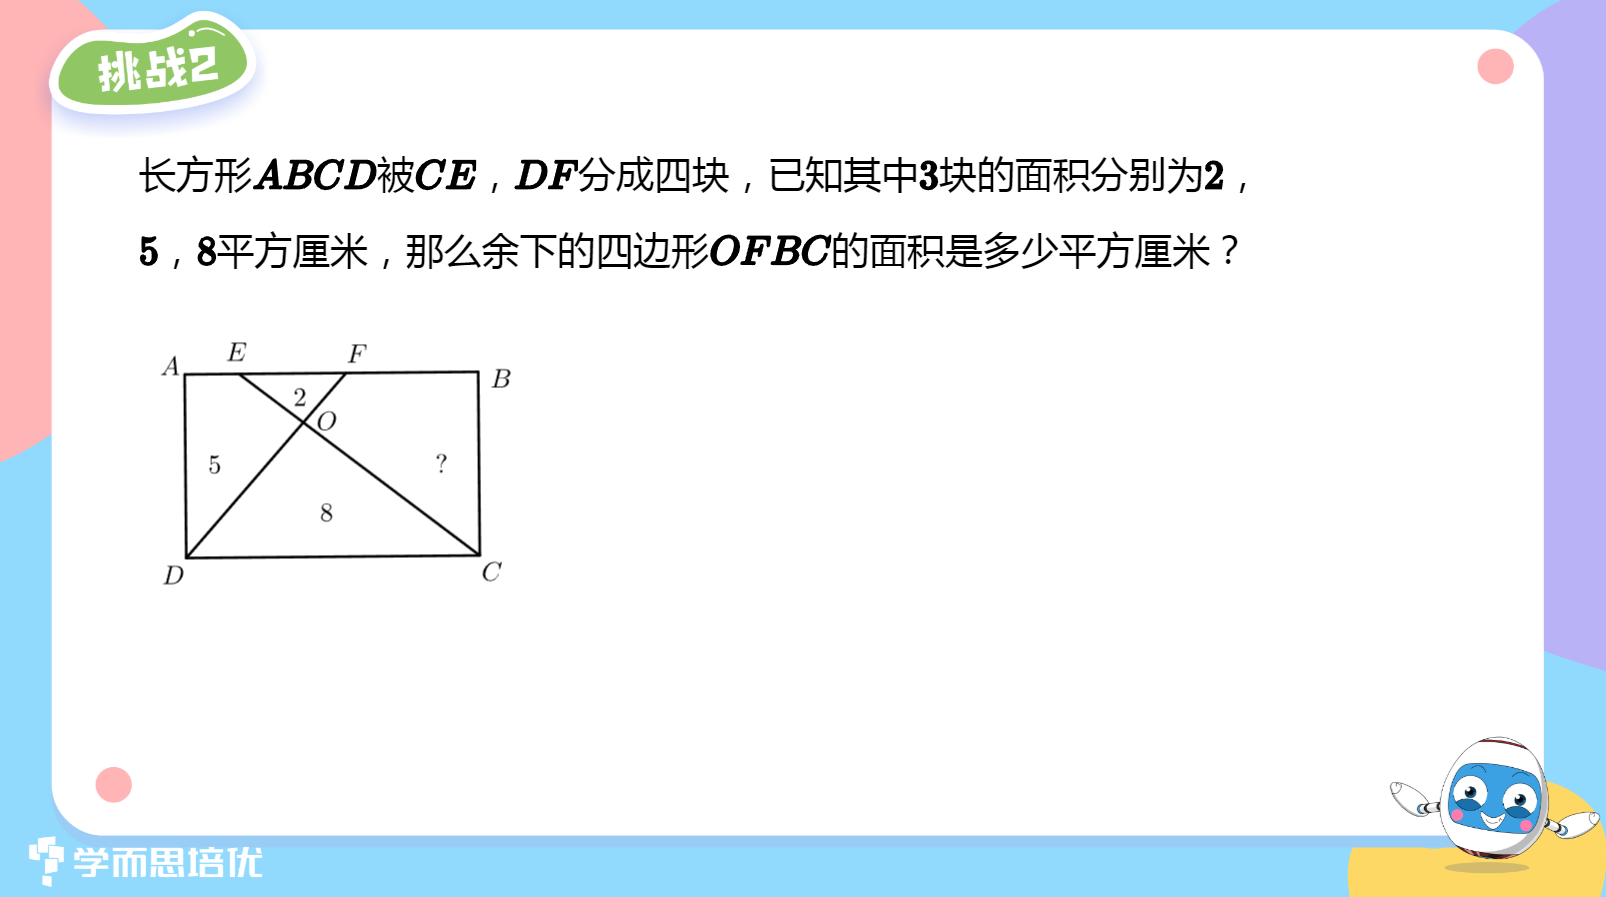 挑战2
长方形ABCD被CE，DF分成四块，已知其中3块的面积分别为2，
5，8平方厘米，那么余下的四边形OFBC的面积是多少平方厘米？
E
F
A
B
2
O
5
?
8
D
C
学而思培优